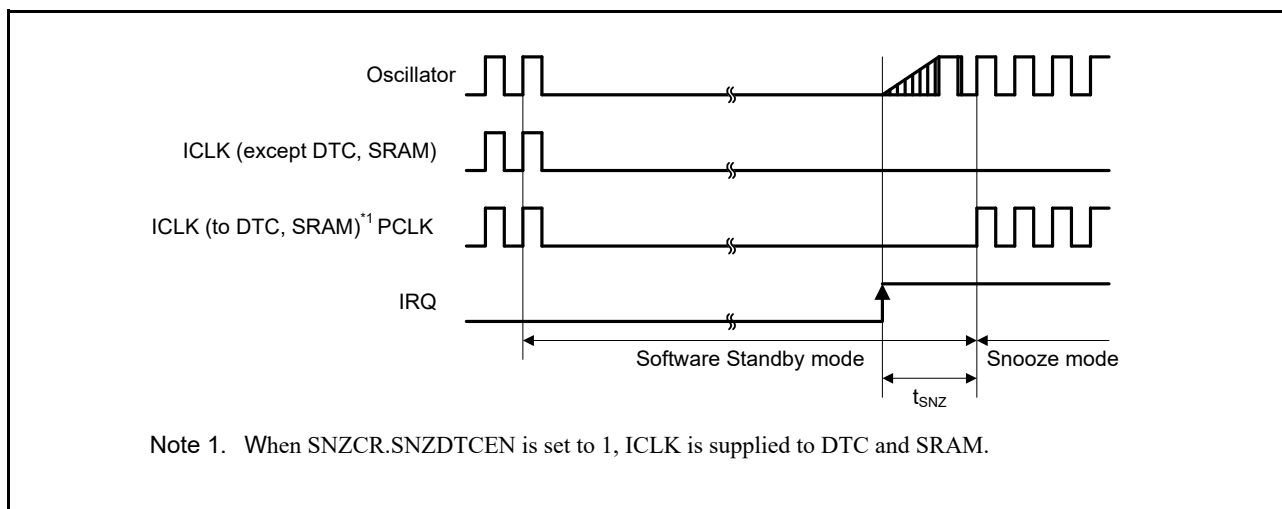 Oscillator
ICLK (except DTC, SRAM)
ICLK (to DTC, SRAM)*1 PCLK
IRQ
Software Standby mode
Snooze mode
tSNZ
Note 1. When SNZCR.SNZDTCEN is set to 1, ICLK is supplied to DTC and SRAM.